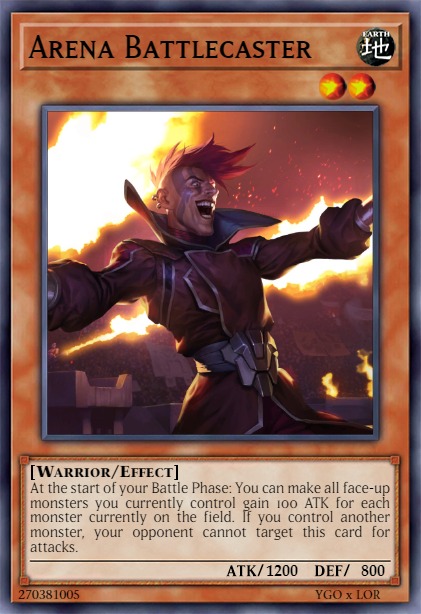 Arena Battlecaster
EARTH
地
[Warrior/Effect]
At the start of your Battle Phase: You can make all face-up
monsters you currently control gain 100 ATK for each
monster currently on the field. If you control another
monster, your opponent cannot target this card for
attacks.
ATK/1200 DEF/ 800
270381005 YGO x LOR